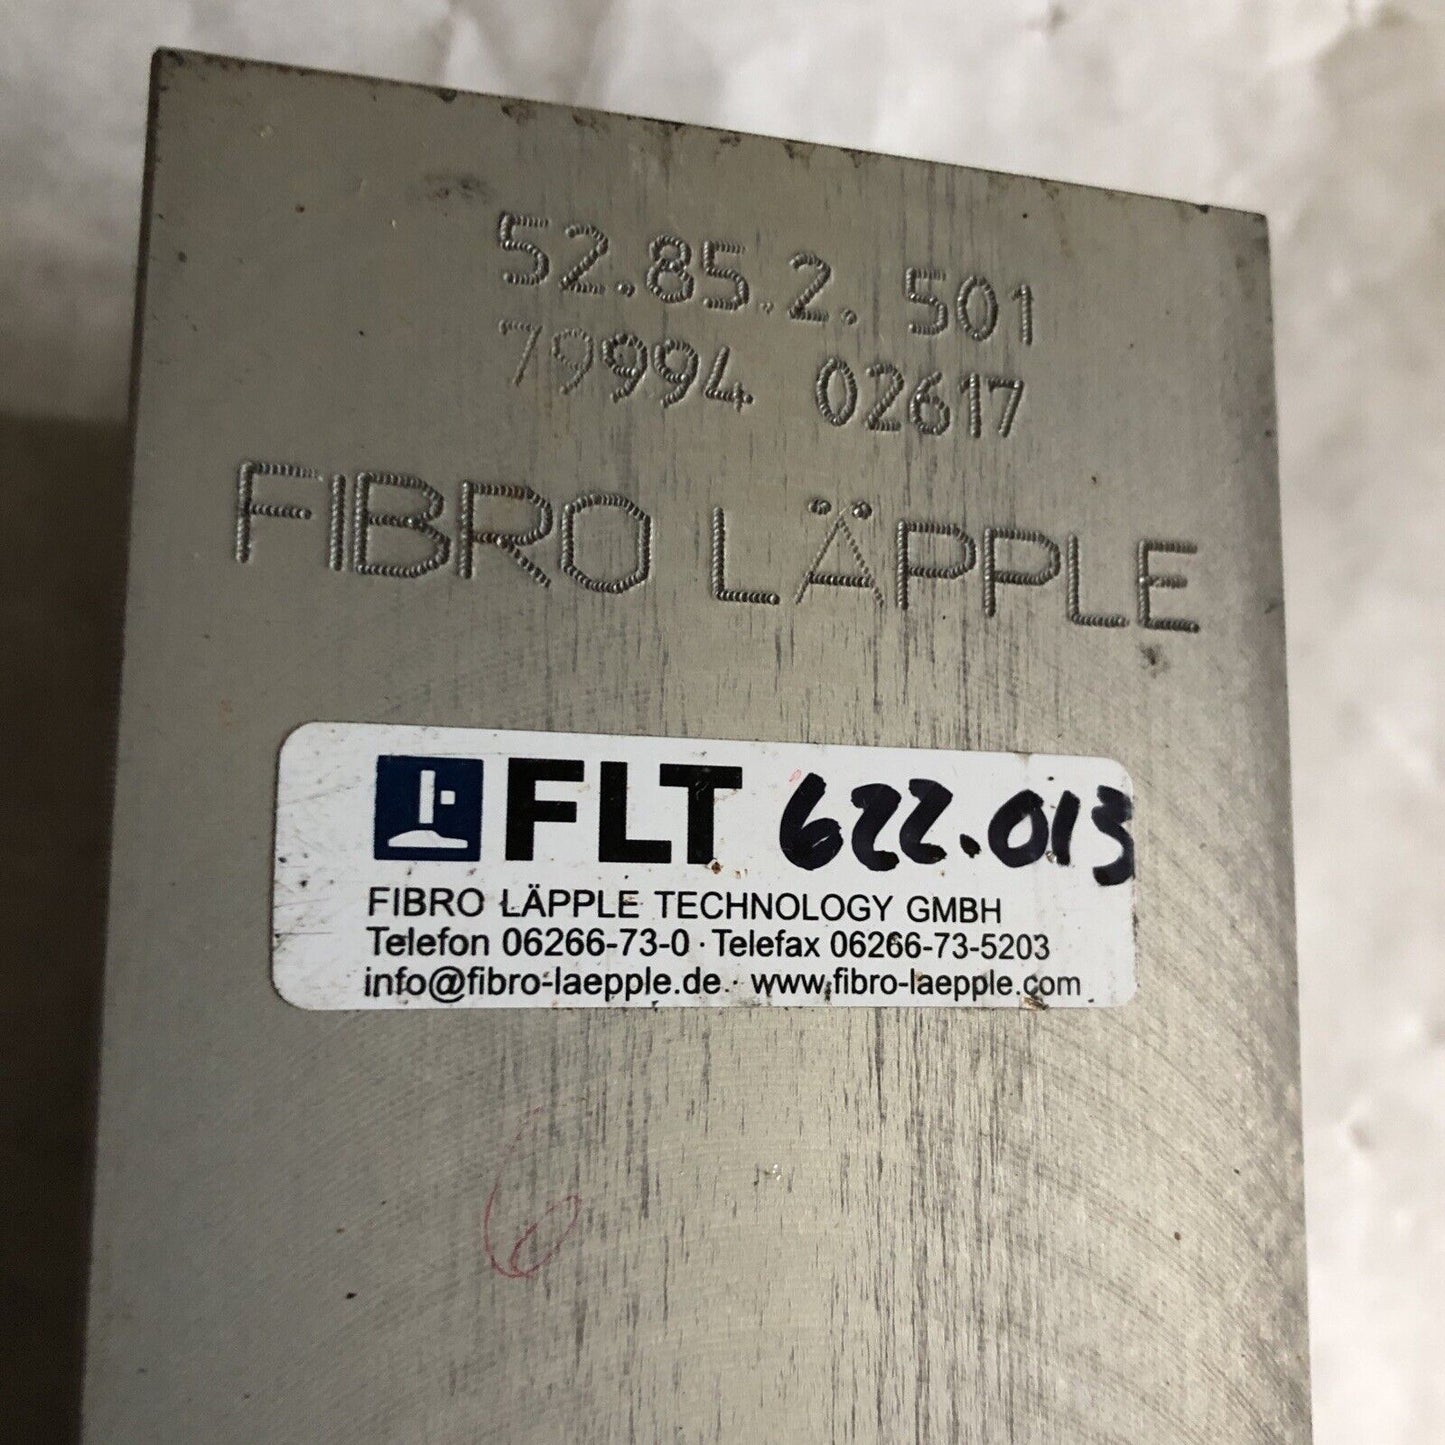 52.85.2.501
79994 02617
FIBRO LÄPPLE
FLT 622.013
FIBRO LÄPPLE TECHNOLOGY GMBH
Telefon 06266-73-0 · Telefax 06266-73-5203
info@fibro-laepple.de · www.fibro-laepple.com
6